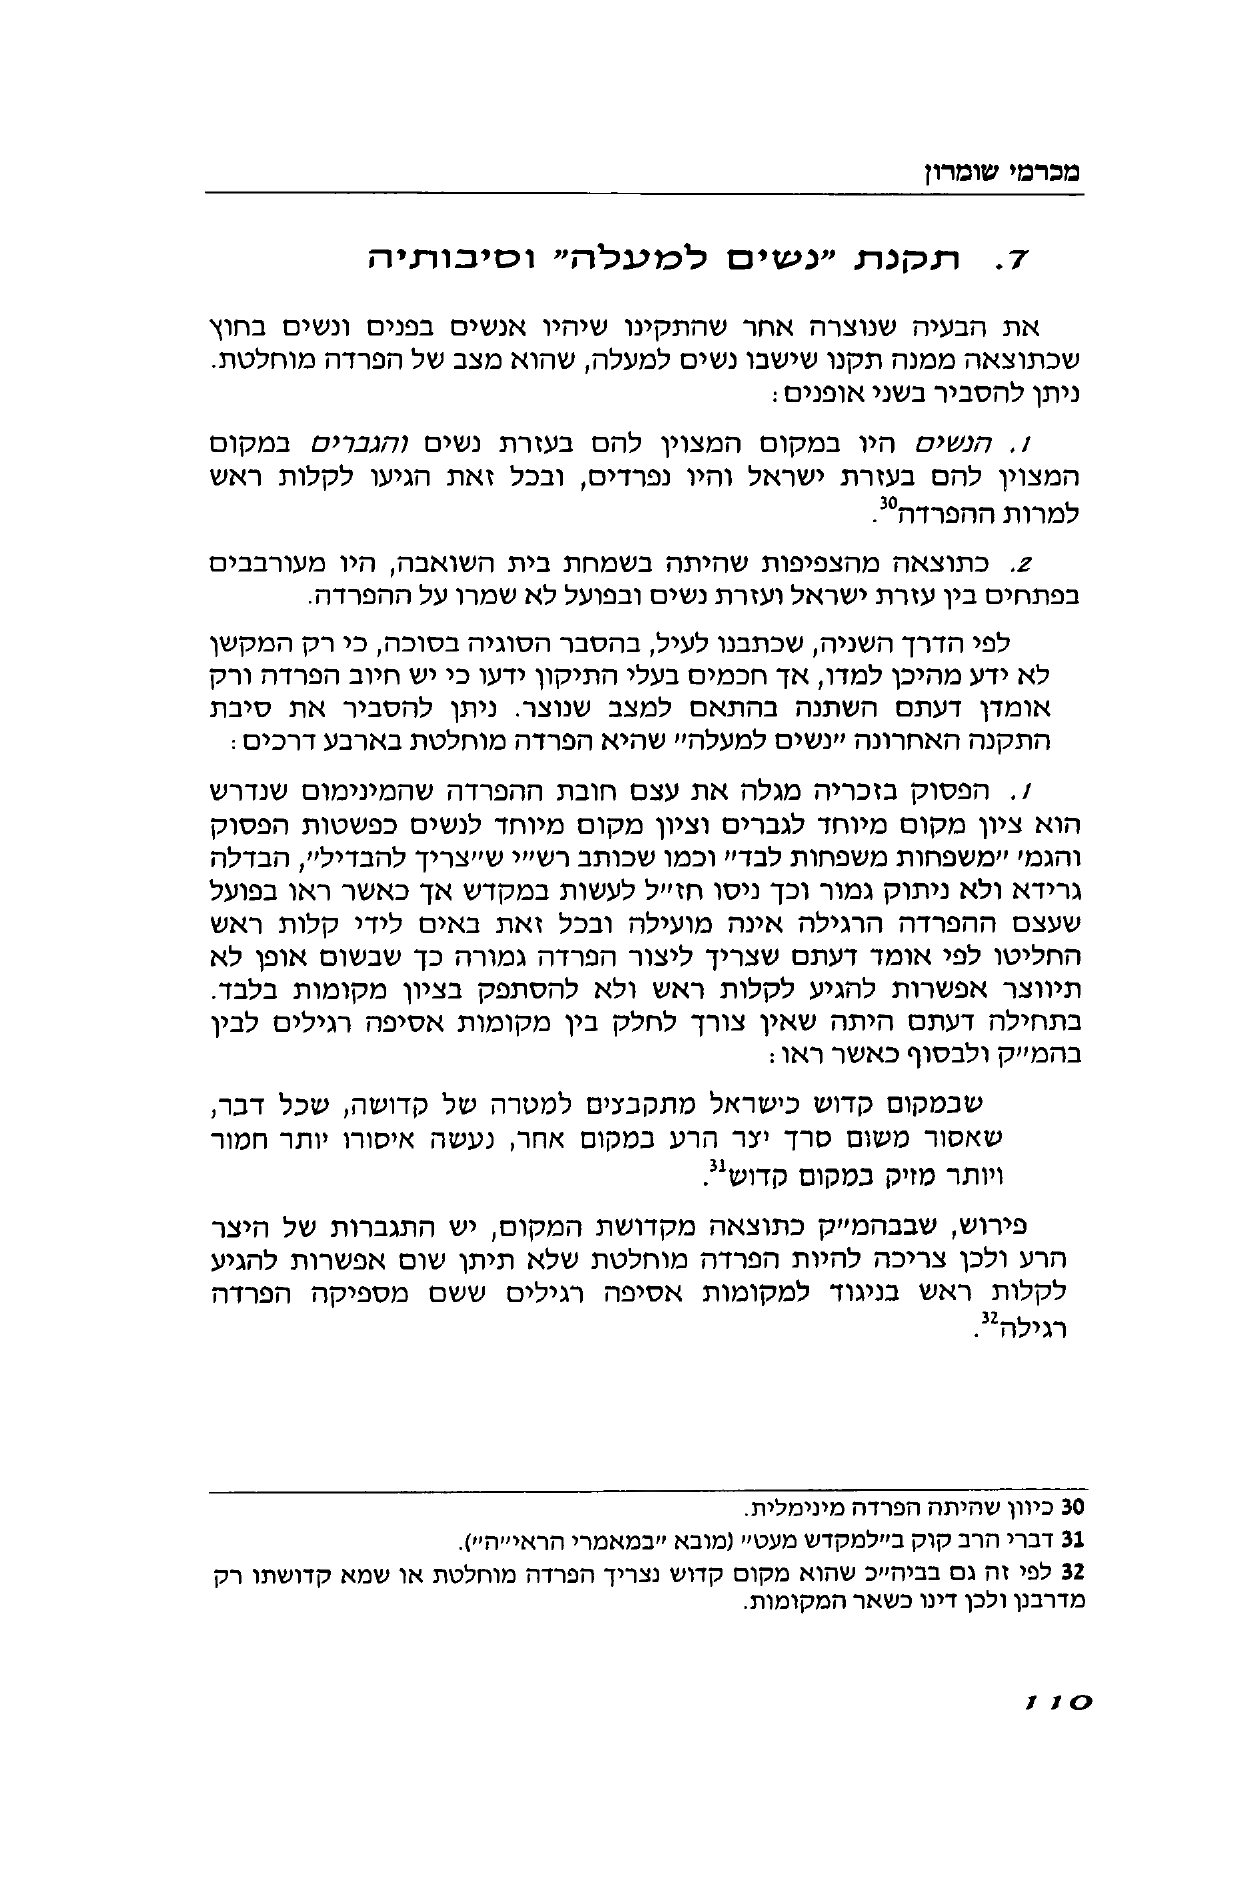 מכרמי שומרון
7. תקנת "נשים למעלה" וסיבותיה
את הבעיה שנוצרה אחר שהתקינו שיהיו אנשים בפנים ונשים בחוץ
שכתוצאה ממנה תקנו שישבו נשים למעלה, שהוא מצב של הפרדה מוחלטת.
ניתן להסביר בשני אופנים:
1. הנשים היו במקום המצוין להם בעזרת נשים והגברים במקום
המצוין להם בעזרת ישראל והיו נפרדים, ובכל זאת הגיעו לקלות ראש
למרות ההפרדה30.
2. כתוצאה מהצפיפות שהיתה בשמחת בית השואבה, היו מעורבבים
בפתחים בין עזרת ישראל ועזרת נשים ובפועל לא שמרו על ההפרדה.
לפי הדרך השניה, שכתבנו לעיל, בהסבר הסוגיה בסוכה, כי רק המקשן
לא ידע מהיכן למדו, אך חכמים בעלי התיקון ידעו כי יש חיוב הפרדה ורק
אומדן דעתם השתנה בהתאם למצב שנוצר. ניתן להסביר את סיבת
התקנה האחרונה "נשים למעלה" שהיא הפרדה מוחלטת בארבע דרכים:
1. הפסוק בזכריה מגלה את עצם חובת ההפרדה שהמינימום שנדרש
הוא ציון מקום מיוחד לגברים וציון מקום מיוחד לנשים כפשטות הפסוק
והגמ' "משפחות משפחות לבד" וכמו שכותב רש"י ש"צריך להבדיל", הבדלה
גרידא ולא ניתוק גמור וכך ניסו חז"ל לעשות במקדש אך כאשר ראו בפועל
שעצם ההפרדה הרגילה אינה מועילה ובכל זאת באים לידי קלות ראש
החליטו לפי אומד דעתם שצריך ליצור הפרדה גמורה כך שבשום אופן לא
תיווצר אפשרות להגיע לקלות ראש ולא להסתפק בציון מקומות בלבד.
בתחילה דעתם היתה שאין צורך לחלק בין מקומות אסיפה רגילים לבין
בהמ"ק ולבסוף כאשר ראו:
שבמקום קדוש כישראל מתקבצים למטרה של קדושה, שכל דבר,
שאסור משום סרך יצר הרע במקום אחר, נעשה איסורו יותר חמור
ויותר מזיק במקום קדוש31.
פירוש, שבבהמ"ק כתוצאה מקדושת המקום, יש התגברות של היצר
הרע ולכן צריכה להיות הפרדה מוחלטת שלא תיתן שום אפשרות להגיע
לקלות ראש בניגוד למקומות אסיפה רגילים ששם מספיקה הפרדה
רגילה32.
30 כיוון שהיתה הפרדה מינימלית.
31 דברי הרב קוק ב"למקדש מעט" (מובא "במאמרי הראי"ה").
32 לפי זה גם בביה"כ שהוא מקום קדוש נצריך הפרדה מוחלטת או שמא קדושתו רק
מדרבנן ולכן דינו כשאר המקומות.
110